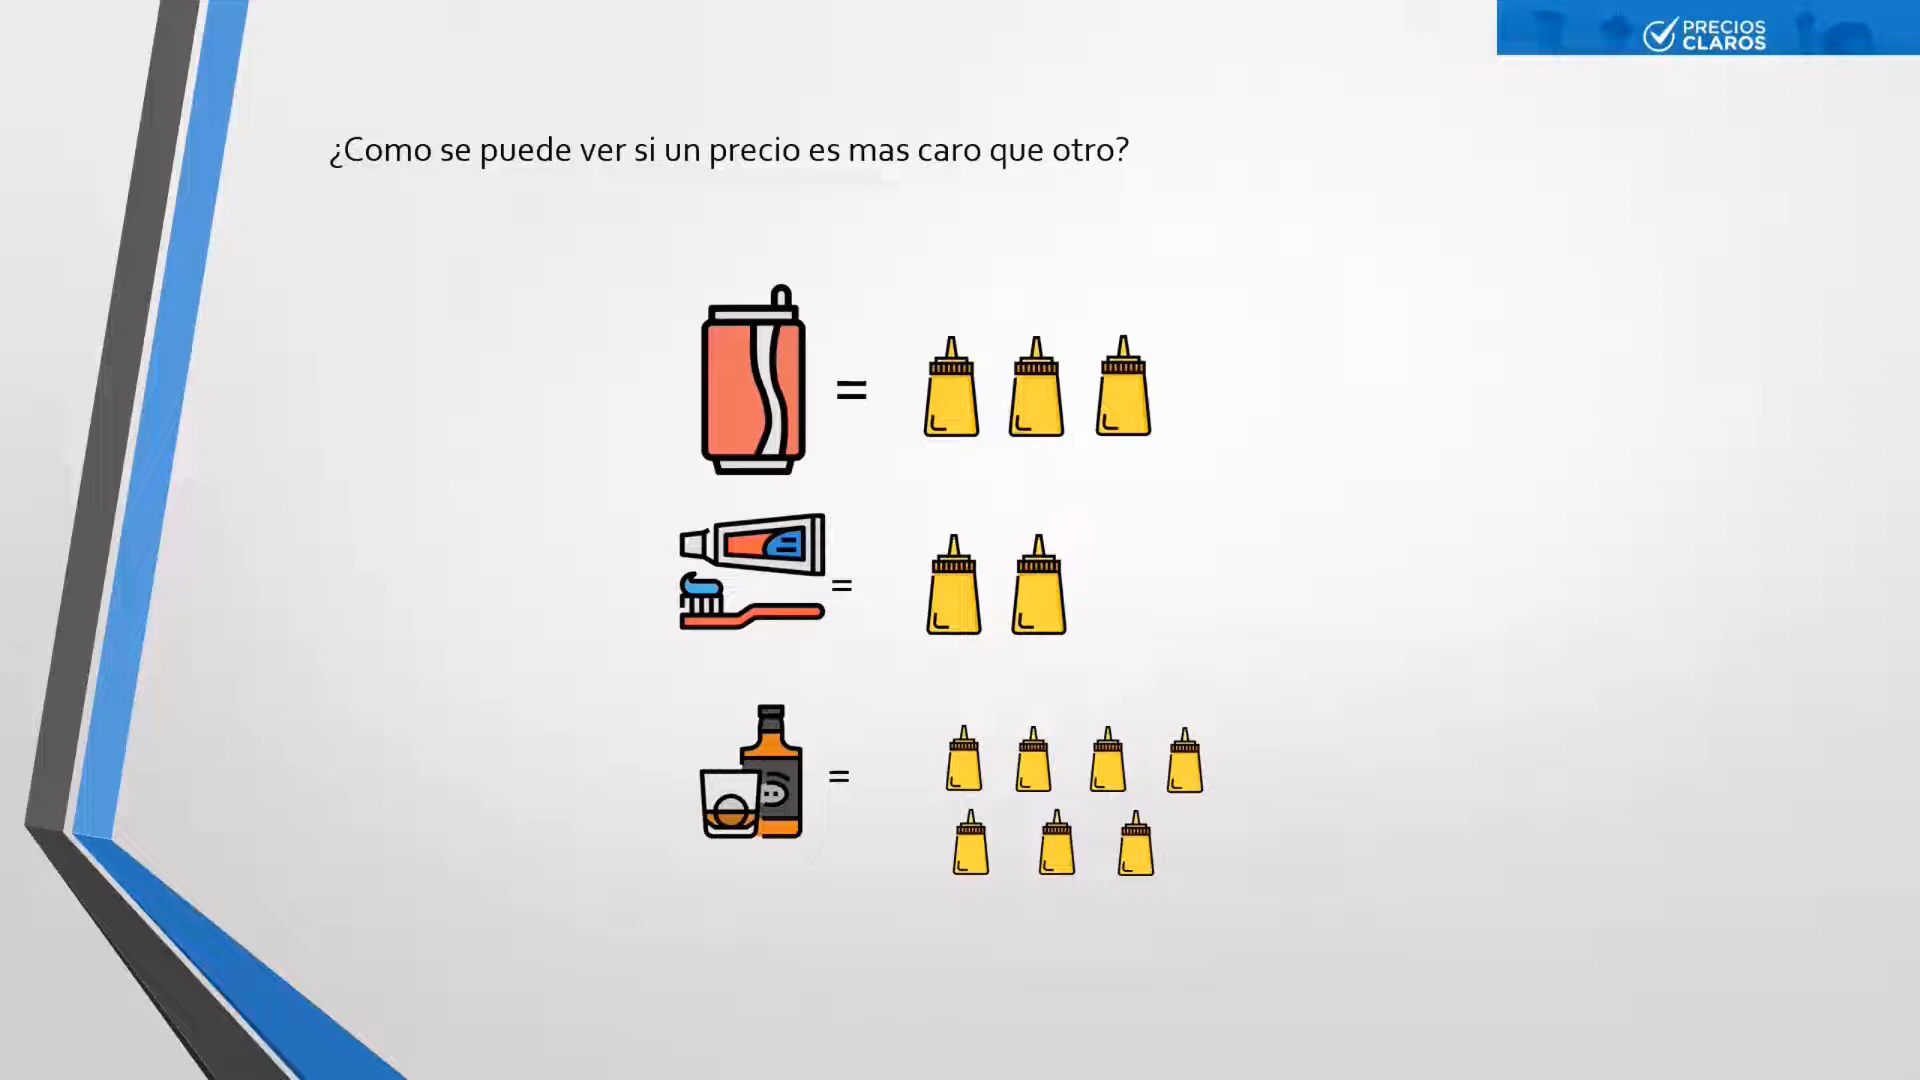 PRECIOS
CLAROS
¿Como se puede ver si un precio es mas caro que otro?
=
=
=